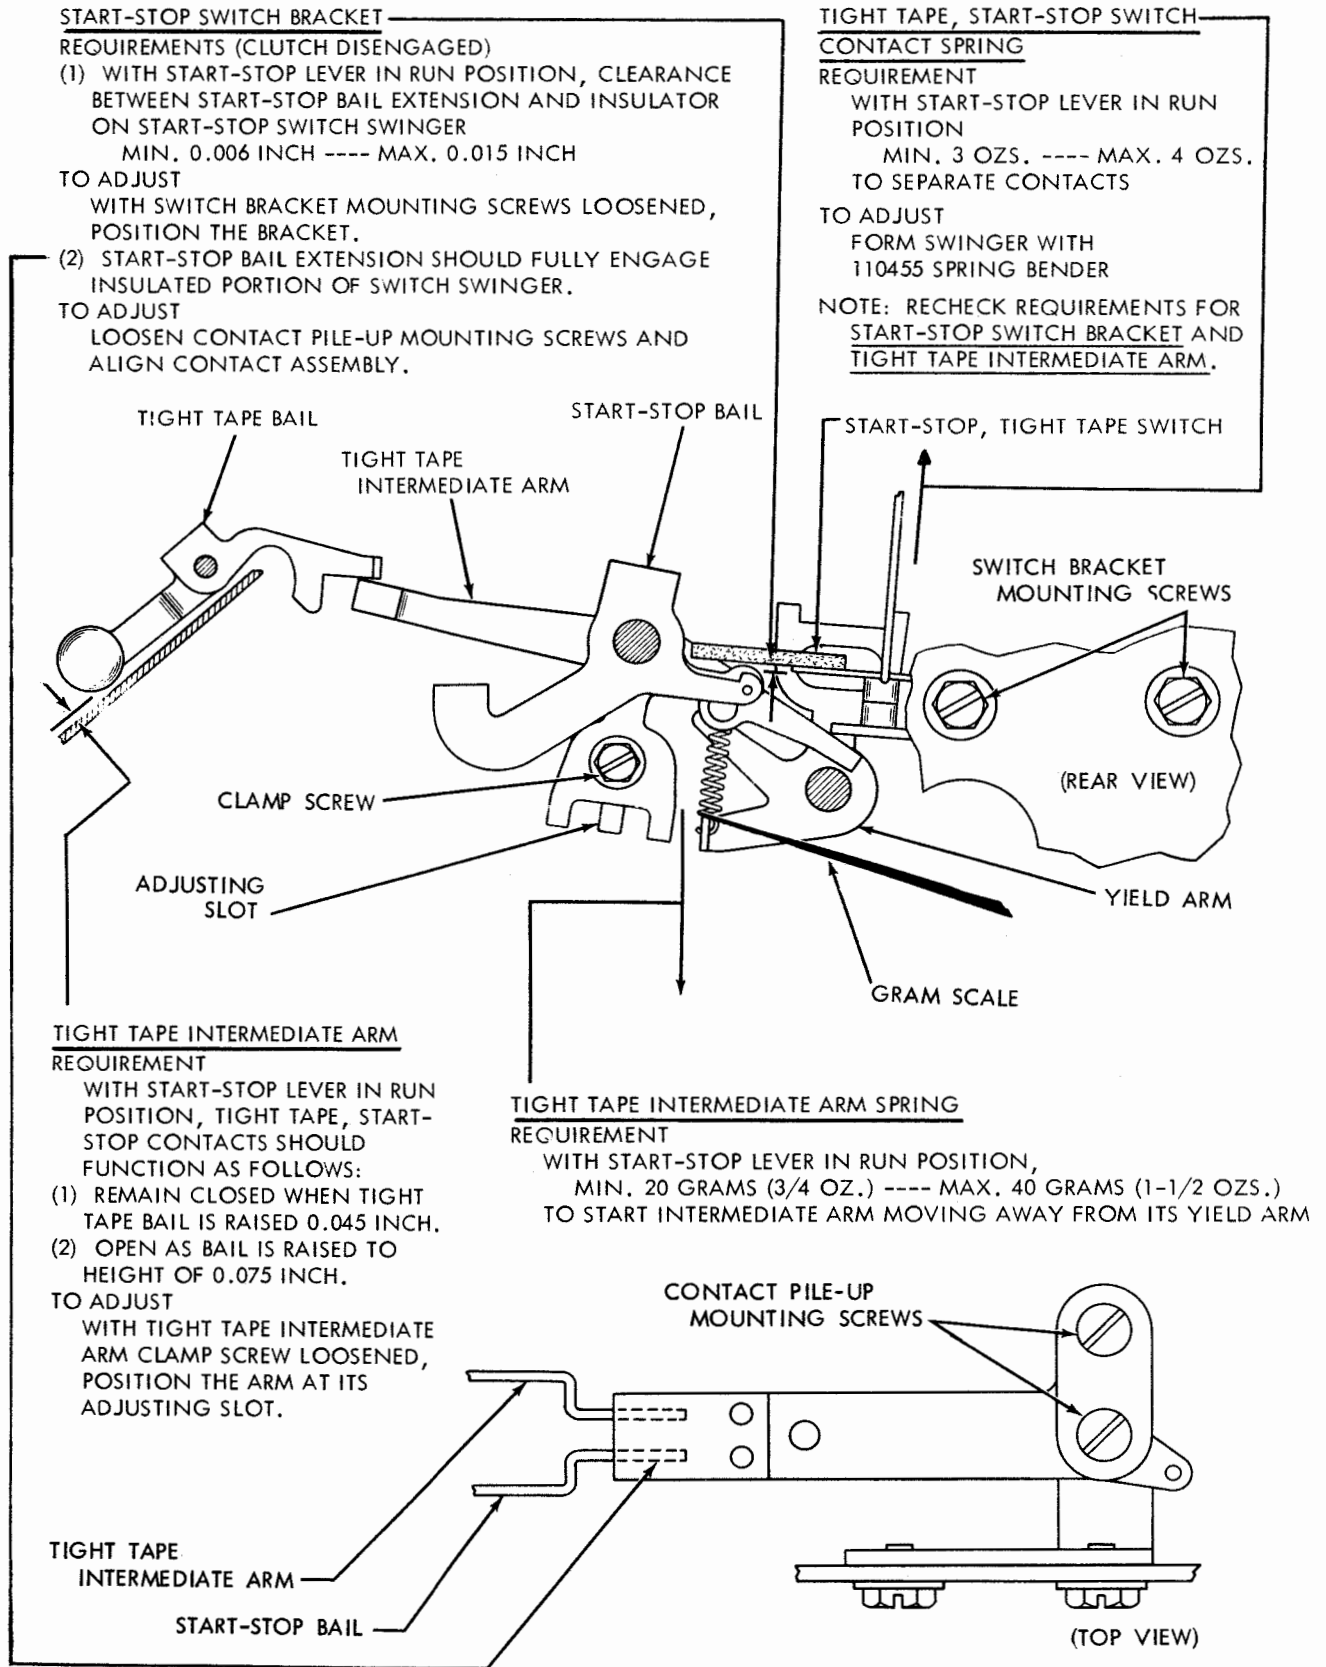 START-STOP SWITCH BRACKET
REQUIREMENTS (CLUTCH DISENGAGED)
(1) WITH START-STOP LEVER IN RUN POSITION, CLEARANCE
BETWEEN START-STOP BAIL EXTENSION AND INSULATOR
ON START-STOP SWITCH SWINGER
MIN. 0.006 INCH ---- MAX. 0.015 INCH
TO ADJUST
WITH SWITCH BRACKET MOUNTING SCREWS LOOSENED,
POSITION THE BRACKET.
(2) START-STOP BAIL EXTENSION SHOULD FULLY ENGAGE
INSULATED PORTION OF SWITCH SWINGER.
TO ADJUST
LOOSEN CONTACT PILE-UP MOUNTING SCREWS AND
ALIGN CONTACT ASSEMBLY.
TIGHT TAPE, START-STOP SWITCH
CONTACT SPRING
REQUIREMENT
WITH START-STOP LEVER IN RUN
POSITION
MIN. 3 OZS. ---- MAX. 4 OZS.
TO SEPARATE CONTACTS
TO ADJUST
FORM SWINGER WITH
110455 SPRING BENDER
NOTE: RECHECK REQUIREMENTS FOR
START-STOP SWITCH BRACKET AND
TIGHT TAPE INTERMEDIATE ARM.
TIGHT TAPE BAIL
TIGHT TAPE
INTERMEDIATE ARM
START-STOP BAIL
START-STOP, TIGHT TAPE SWITCH
SWITCH BRACKET
MOUNTING SCREWS
(REAR VIEW)
CLAMP SCREW
ADJUSTING
SLOT
YIELD ARM
GRAM SCALE
TIGHT TAPE INTERMEDIATE ARM
REQUIREMENT
WITH START-STOP LEVER IN RUN
POSITION, TIGHT TAPE, START-
STOP CONTACTS SHOULD
FUNCTION AS FOLLOWS:
(1) REMAIN CLOSED WHEN TIGHT
TAPE BAIL IS RAISED 0.045 INCH.
(2) OPEN AS BAIL IS RAISED TO
HEIGHT OF 0.075 INCH.
TO ADJUST
WITH TIGHT TAPE INTERMEDIATE
ARM CLAMP SCREW LOOSENED,
POSITION THE ARM AT ITS
ADJUSTING SLOT.
TIGHT TAPE INTERMEDIATE ARM SPRING
REQUIREMENT
WITH START-STOP LEVER IN RUN POSITION,
MIN. 20 GRAMS (3/4 OZ.) ---- MAX. 40 GRAMS (1-1/2 OZS.)
TO START INTERMEDIATE ARM MOVING AWAY FROM ITS YIELD ARM
CONTACT PILE-UP
MOUNTING SCREWS
TIGHT TAPE
INTERMEDIATE ARM
START-STOP BAIL
(TOP VIEW)